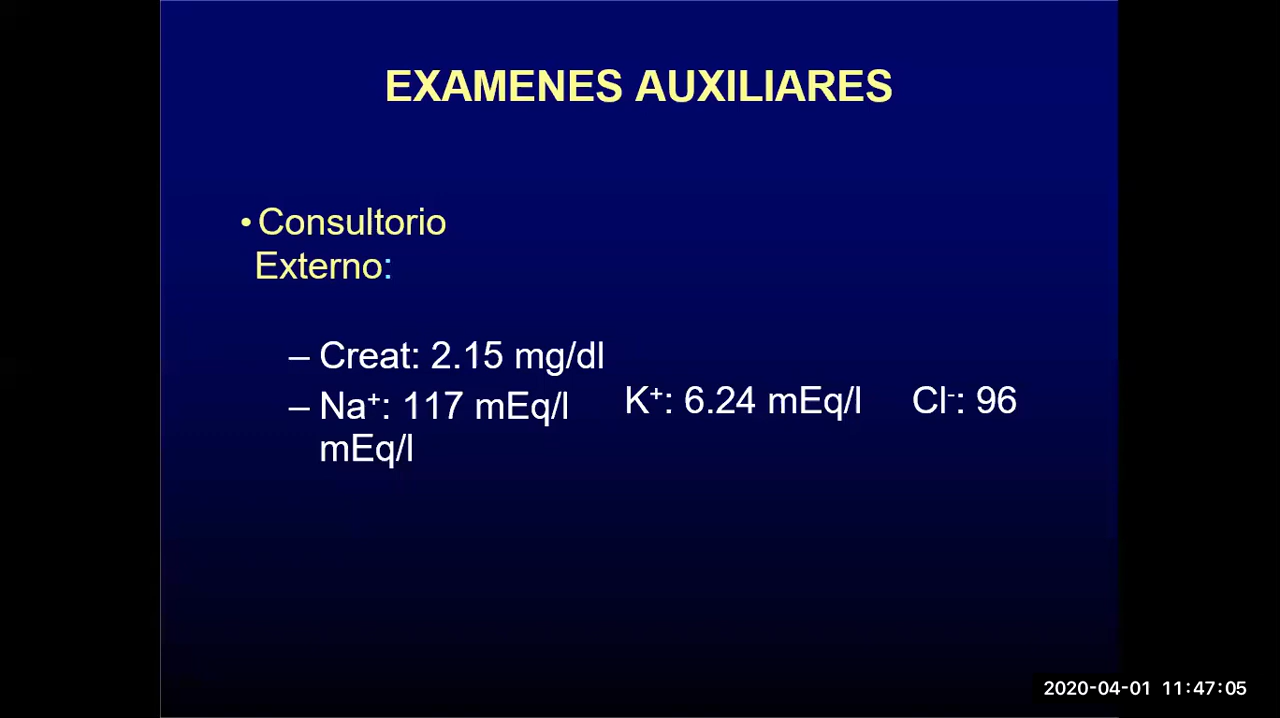 EXAMENES AUXILIARES
• Consultorio
Externo:
– Creat: 2.15 mg/dl
– Na⁺: 117 mEq/l K⁺: 6.24 mEq/l Cl⁻: 96
mEq/l
2020-04-01 11:47:05